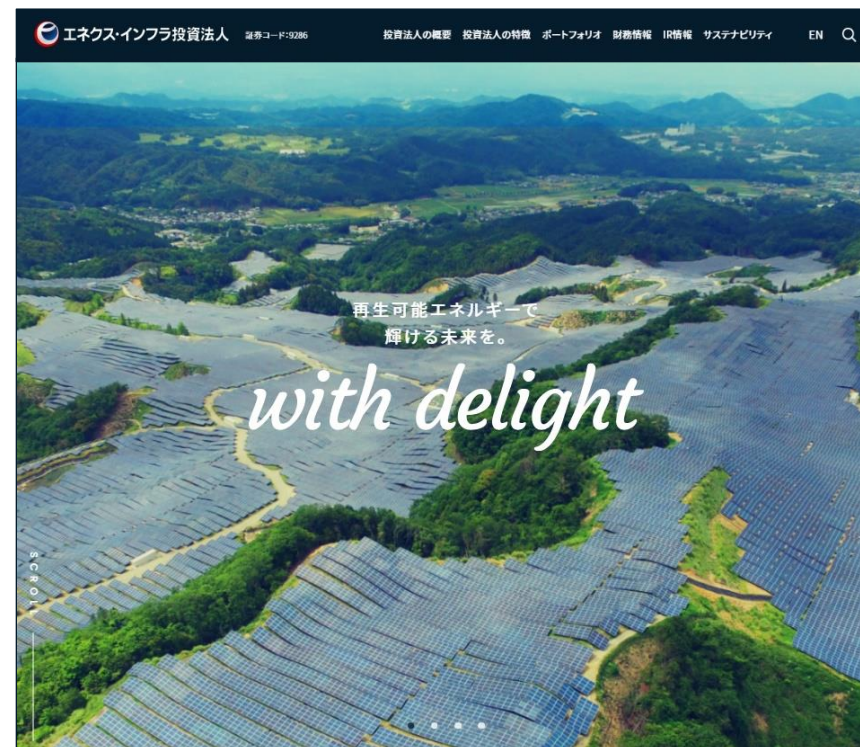 エネクス・インフラ投資法人 証券コード:9286 投資法人の概要 投資法人の特徴 ポートフォリオ 財務情報 IR情報 サステナビリティ EN
再生可能エネルギーで
輝ける未来を。
with delight
SCROLL